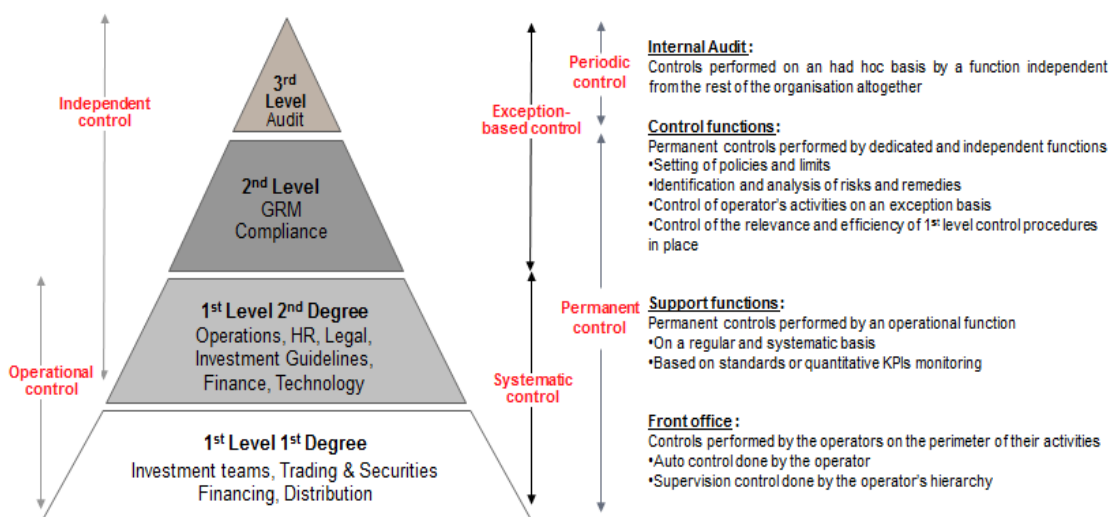 Independent
control
Operational
control
3rd
Level
Audit
2nd Level
GRM
Compliance
1st Level 2nd Degree
Operations, HR, Legal,
Investment Guidelines,
Finance, Technology
1st Level 1st Degree
Investment teams, Trading & Securities
Financing, Distribution
Exception-
based control
Systematic
control
Periodic
control
Permanent
control
Internal Audit :
Controls performed on an had hoc basis by a function independent
from the rest of the organisation altogether
Control functions:
Permanent controls performed by dedicated and independent functions
•Setting of policies and limits
•Identification and analysis of risks and remedies
•Control of operator's activities on an exception basis
•Control of the relevance and efficiency of 1st level control procedures
in place
Support functions:
Permanent controls performed by an operational function
•On a regular and systematic basis
•Based on standards or quantitative KPIs monitoring
Front office :
Controls performed by the operators on the perimeter of their activities
•Auto control done by the operator
•Supervision control done by the operator's hierarchy